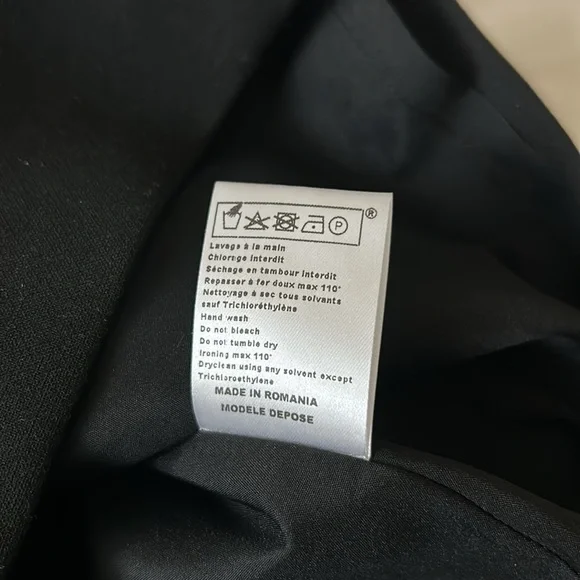 P ®
Lavage à la main
Chlorage interdit
Séchage en tambour interdit
Repasser à fer doux max 110°
Nettoyage à sec tous solvants
sauf Trichloréthylène
Hand wash
Do not bleach
Do not tumble dry
Ironing max 110°
Dryclean using any solvent except
Trichloroethylene
MADE IN ROMANIA
MODELE DEPOSE